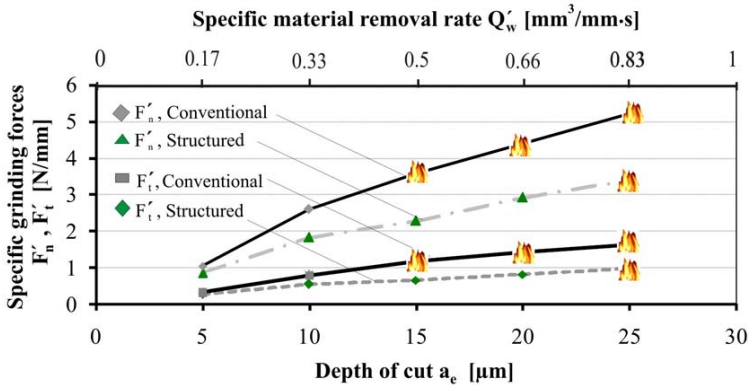 Specific material removal rate Q′w [mm³/mm·s]
0 0.17 0.33 0.5 0.66 0.83 1
Specific grinding forces
F′n , F′t [N/mm]
6
5
4
3
2
1
0
F′n , Conventional
F′n , Structured
F′t , Conventional
F′t , Structured
0 5 10 15 20 25 30
Depth of cut ae [µm]